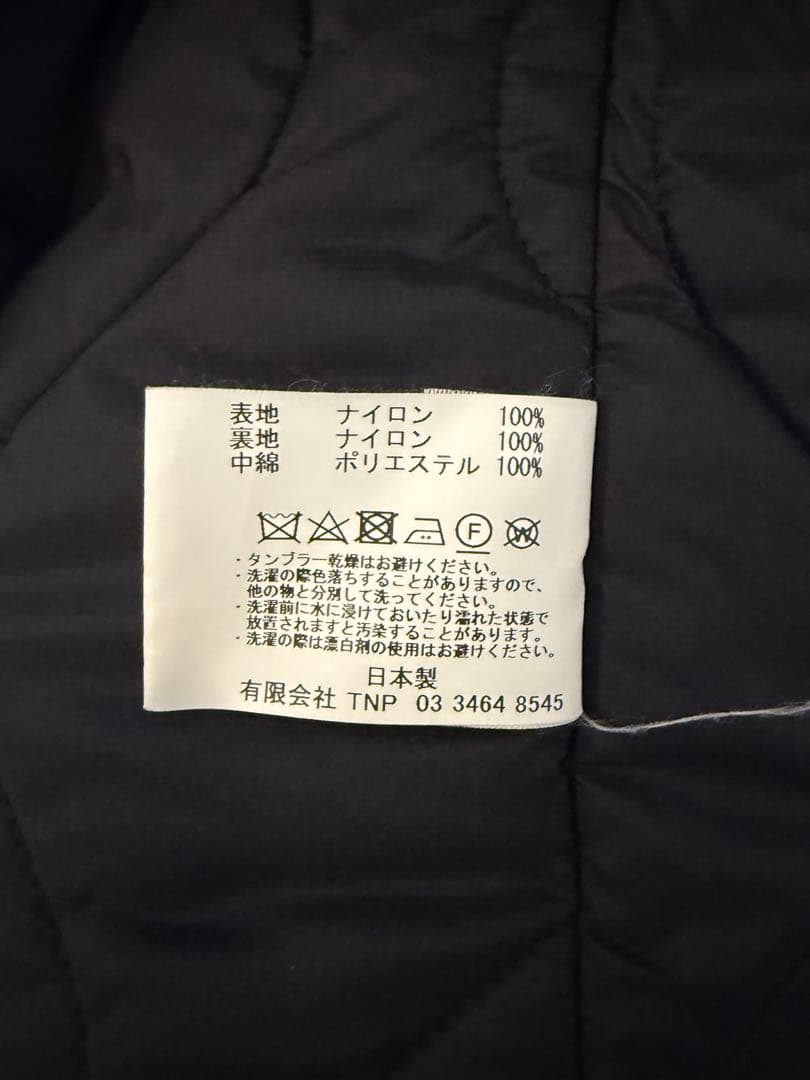 表地 ナイロン 100%
裏地 ナイロン 100%
中綿 ポリエステル 100%
F W
・タンブラー乾燥はお避けください。
・洗濯の際色落ちすることがありますので、
他の物と分別して洗ってください。
・洗濯前に水に浸けておいたり濡れた状態で
放置されますと汚染することがあります。
・洗濯の際は漂白剤の使用はお避けください。
日本製
有限会社 TNP 03 3464 8545